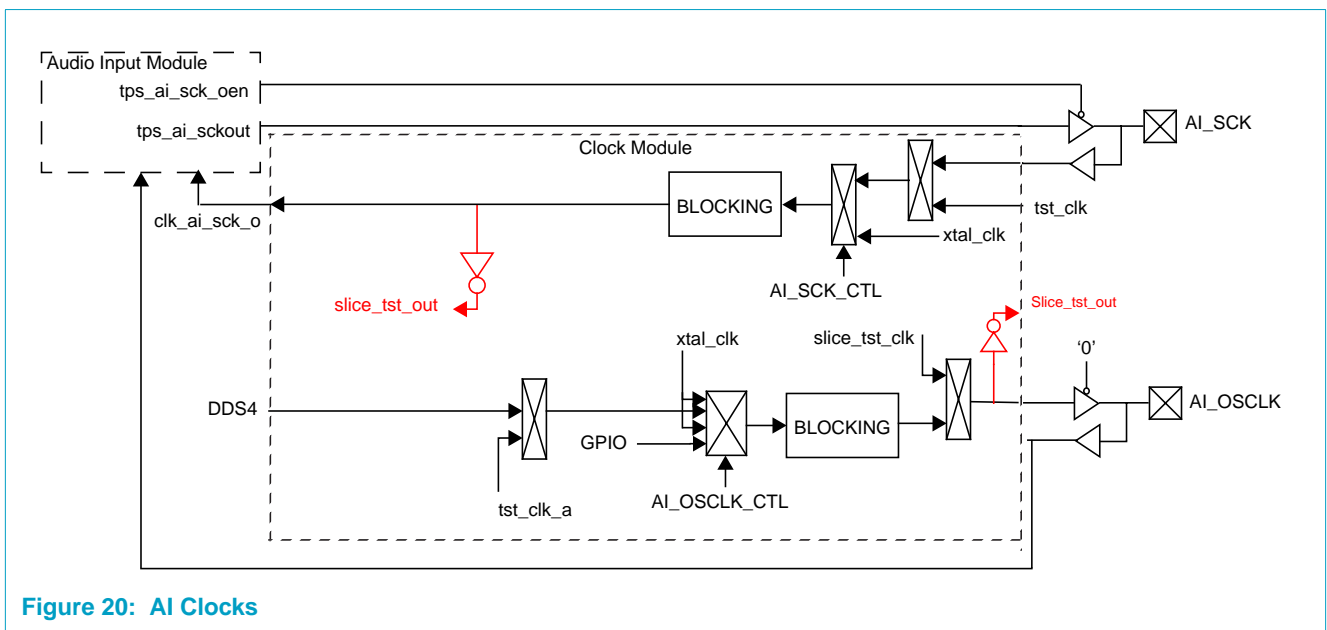 Audio Input Module
tps_ai_sck_oen
tps_ai_sckout
AI_SCK
Clock Module
BLOCKING
tst_clk
clk_ai_sck_o
xtal_clk
AI_SCK_CTL
slice_tst_out
Slice_tst_out
xtal_clk
slice_tst_clk
‘0’
DDS4
AI_OSCLK
BLOCKING
GPIO
tst_clk_a
AI_OSCLK_CTL
Figure 20: AI Clocks